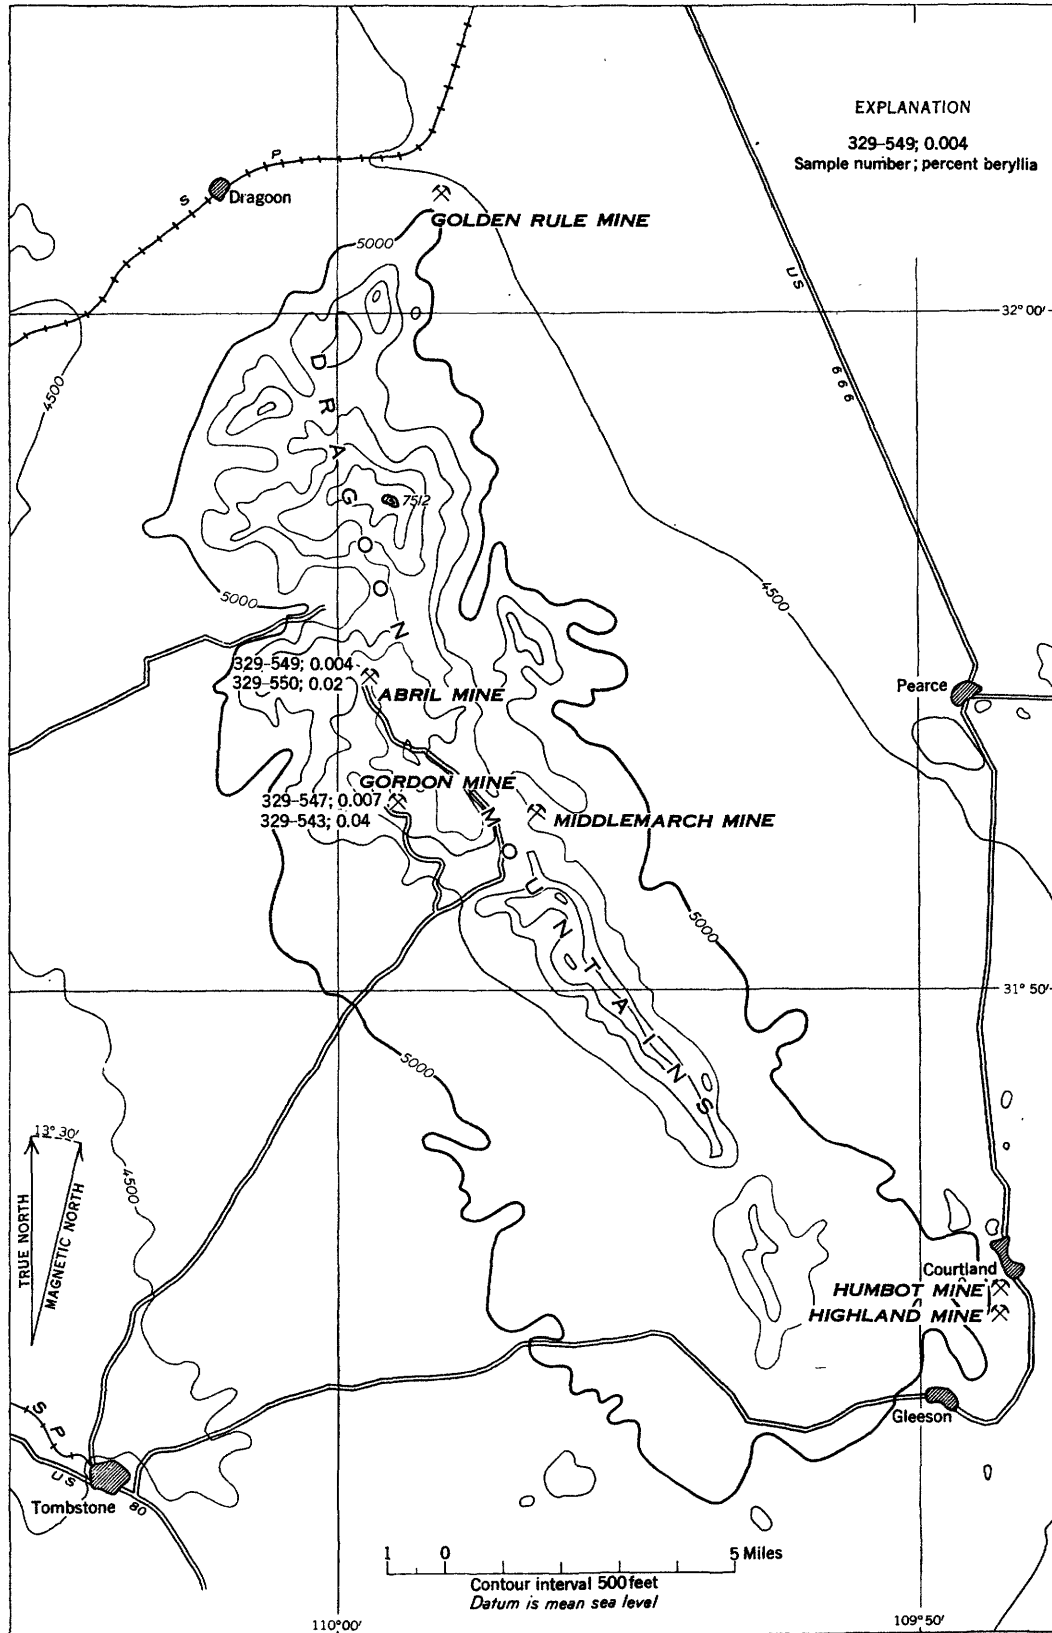 EXPLANATION
329-549; 0.004
Sample number; percent beryllia
S P
Dragoon
GOLDEN RULE MINE
5000
US 666
32° 00'
4500
DRAGOON MOUNTAINS
7512
5000
4500
329-549; 0.004
329-550; 0.02
ABRIL MINE
Pearce
GORDON MINE
329-547; 0.007
329-543; 0.04
MIDDLEMARCH MINE
5000
31° 50'
5000
13° 30'
TRUE NORTH
MAGNETIC NORTH
4500
Courtland
HUMBOT MINE
HIGHLAND MINE
Gleeson
S P
US 80
Tombstone
1 0 5 Miles
Contour interval 500 feet
Datum is mean sea level
110°00'
109°50'